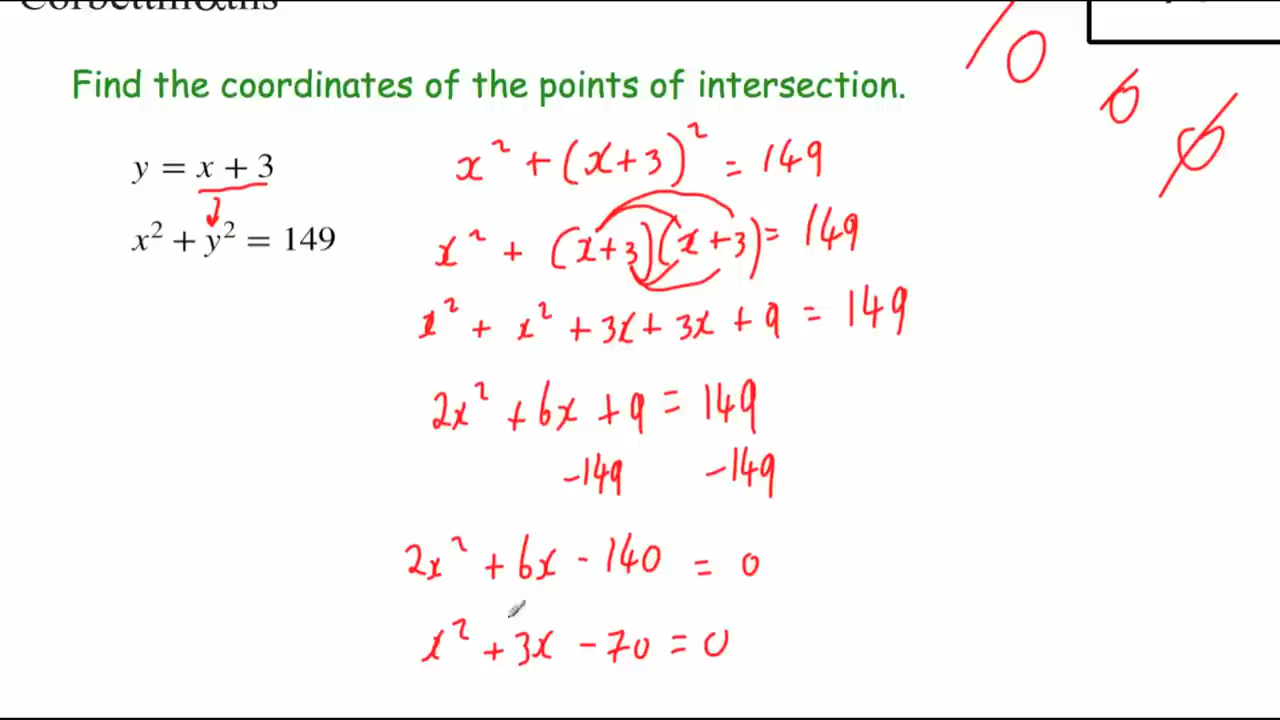 Corbettmaths
Find the coordinates of the points of intersection.
y = x + 3
x² + y² = 149
x² + (x+3)² = 149
x² + (x+3)(x+3) = 149
x² + x² + 3x + 3x + 9 = 149
2x² + 6x + 9 = 149
-149 -149
2x² + 6x - 140 = 0
x² + 3x - 70 = 0